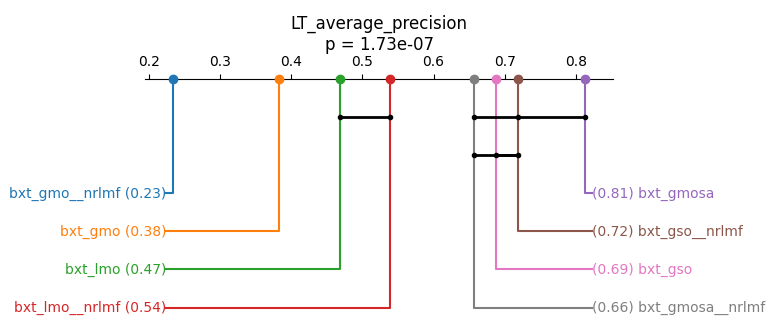 LT_average_precision
p = 1.73e-07
0.2 0.3 0.4 0.5 0.6 0.7 0.8
bxt_gmo__nrlmf (0.23) (0.81) bxt_gmosa
bxt_gmo (0.38) (0.72) bxt_gso__nrlmf
bxt_lmo (0.47) (0.69) bxt_gso
bxt_lmo__nrlmf (0.54) (0.66) bxt_gmosa__nrlmf